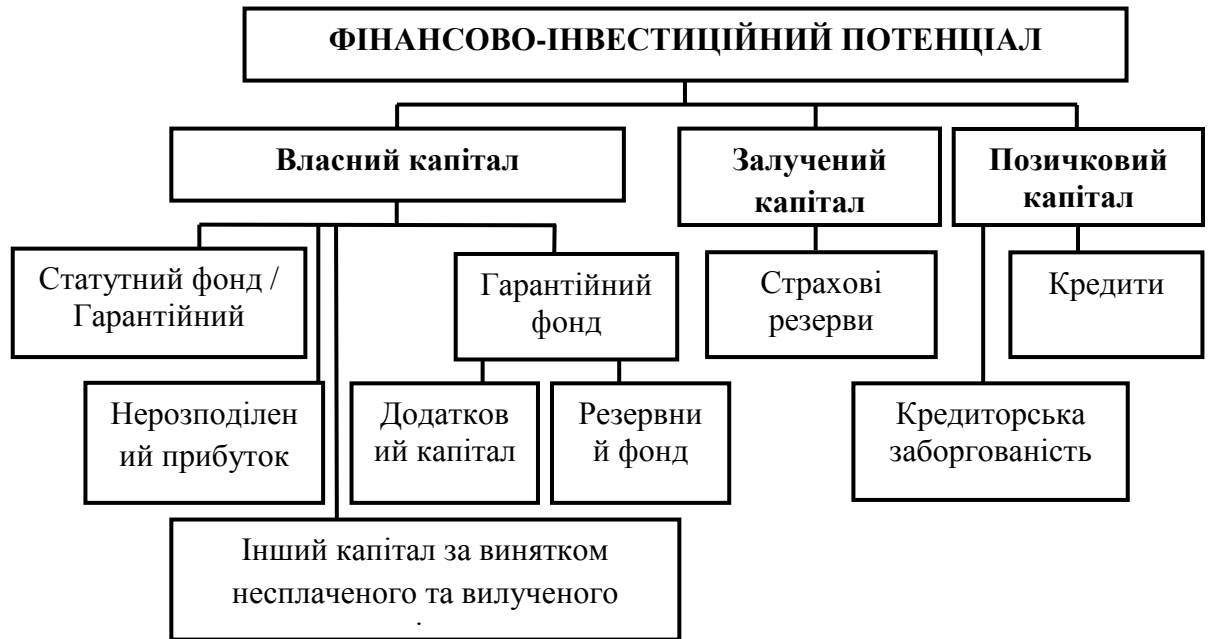 ФІНАНСОВО-ІНВЕСТИЦІЙНИЙ ПОТЕНЦІАЛ
Власний капітал
Залучений
капітал
Позичковий
капітал
Статутний фонд /
Гарантійний
Гарантійний
фонд
Страхові
резерви
Кредити
Нерозподілен
ий прибуток
Додатков
ий капітал
Резервни
й фонд
Кредиторська
заборгованість
Інший капітал за винятком
несплаченого та вилученого